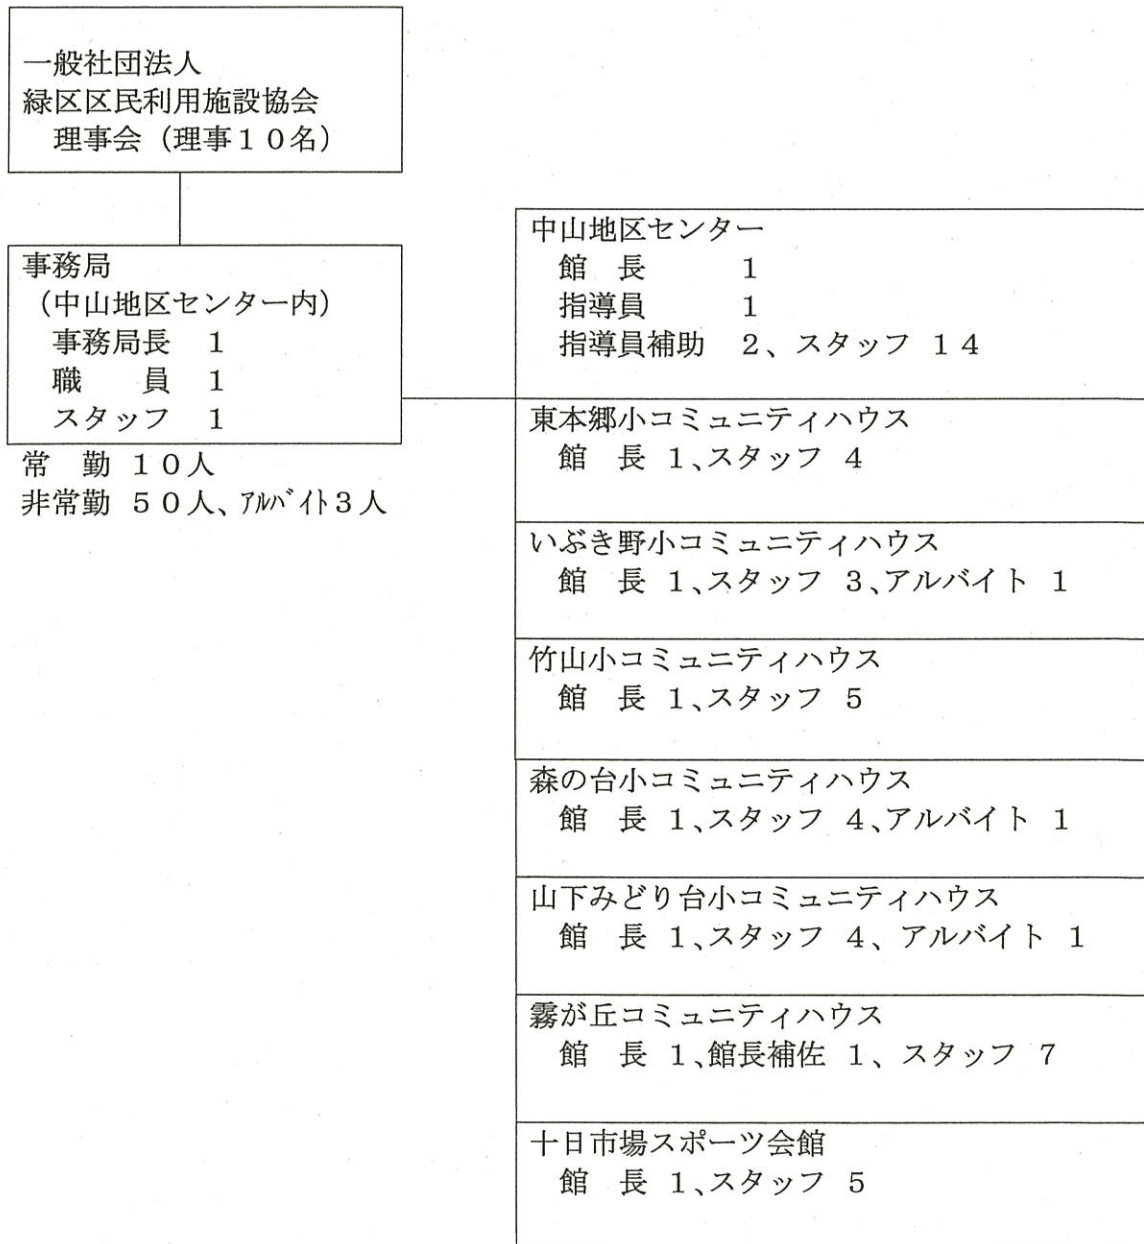 一般社団法人
緑区区民利用施設協会
理事会（理事１０名）
事務局
（中山地区センター内）
事務局長　１
職　　員　１
スタッフ　１
常　勤　１０人
非常勤　５０人、ｱﾙﾊﾞｲﾄ３人
中山地区センター
館　長　　　１
指導員　　　１
指導員補助　２、スタッフ　１４
東本郷小コミュニティハウス
館　長　１、スタッフ　４
いぶき野小コミュニティハウス
館　長　１、スタッフ　３、アルバイト　１
竹山小コミュニティハウス
館　長　１、スタッフ　５
森の台小コミュニティハウス
館　長　１、スタッフ　４、アルバイト　１
山下みどり台小コミュニティハウス
館　長　１、スタッフ　４、アルバイト　１
霧が丘コミュニティハウス
館　長　１、館長補佐　１、スタッフ　７
十日市場スポーツ会館
館　長　１、スタッフ　５